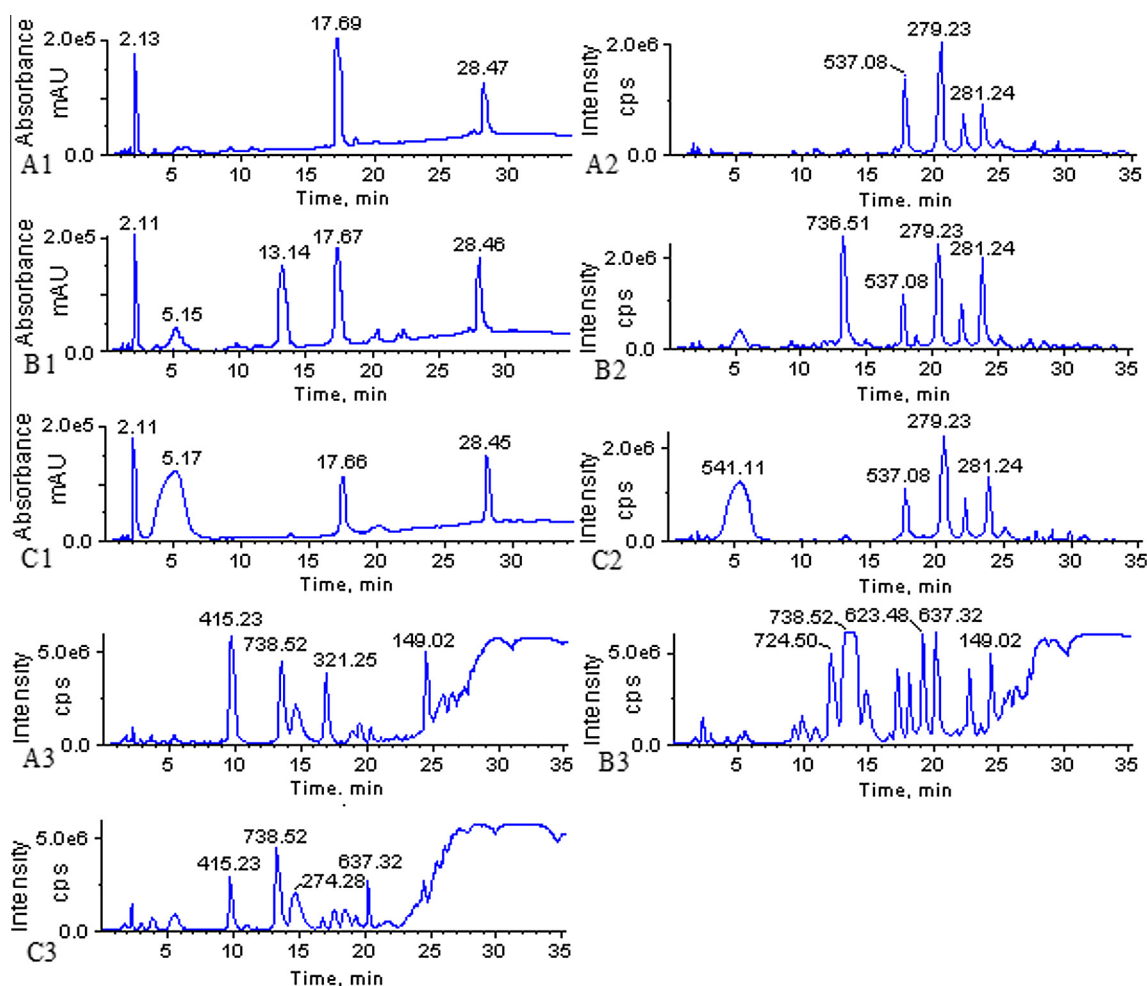 Absorbance
mAU
2.0e5
0.0
2.13
17.69
28.47
5 10 15 20 25 30
Time, min
A1
Intensity
cps
2.0e6
0.0
537.08
279.23
281.24
5 10 15 20 25 30 35
Time, min
A2
Absorbance
mAU
2.0e5
0.0
2.11
5.15
13.14
17.67
28.46
5 10 15 20 25 30
Time, min
B1
Intensity
cps
2.0e6
0.0
736.51
537.08
279.23
281.24
5 10 15 20 25 30 35
Time, min
B2
Absorbance
mAU
2.0e5
0.0
2.11
5.17
17.66
28.45
5 10 15 20 25 30
Time, min
C1
Intensity
cps
2.0e6
0.0
541.11
537.08
279.23
281.24
5 10 15 20 25 30 35
Time, min
C2
Intensity
cps
5.0e6
0.0
415.23
738.52
321.25
149.02
5 10 15 20 25 30 35
Time, min
A3
Intensity
cps
5.0e6
0.0
724.50
738.52
623.48
637.32
149.02
5 10 15 20 25 30 35
Time, min
B3
Intensity
cps
5.0e6
0.0
415.23
738.52
274.28
637.32
5 10 15 20 25 30 35
Time, min
C3